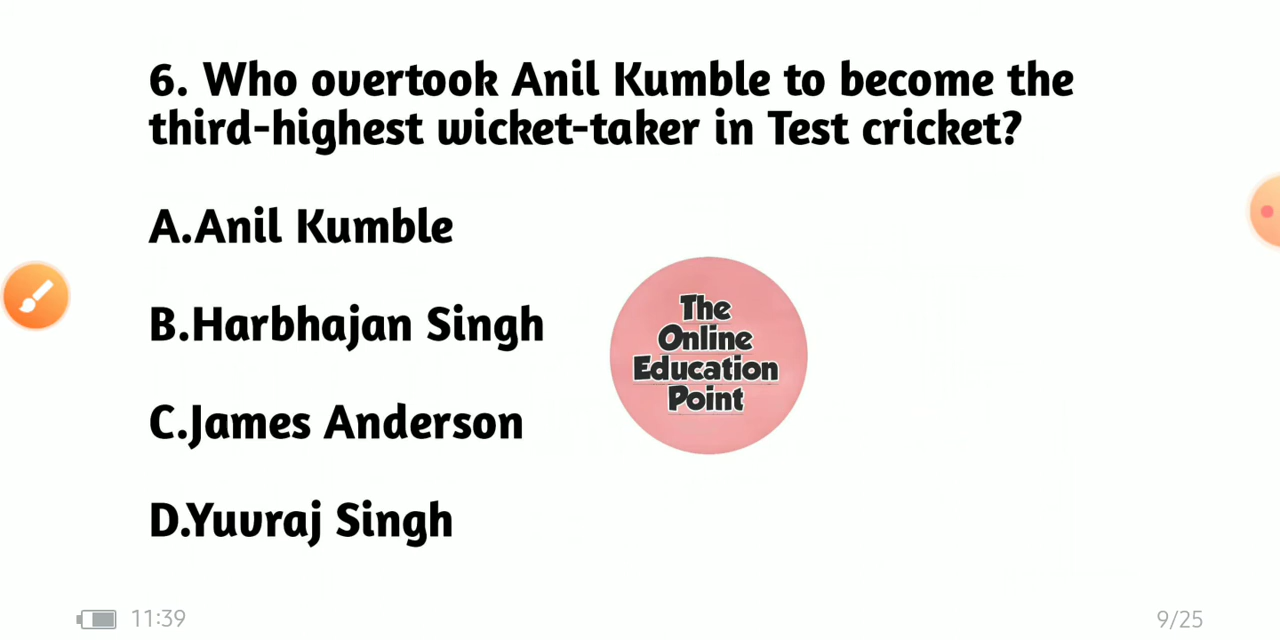 6. Who overtook Anil Kumble to become the
third-highest wicket-taker in Test cricket?
A.Anil Kumble
B.Harbhajan Singh
The
Online
Education
Point
C.James Anderson
D.Yuvraj Singh
11:39
9/25